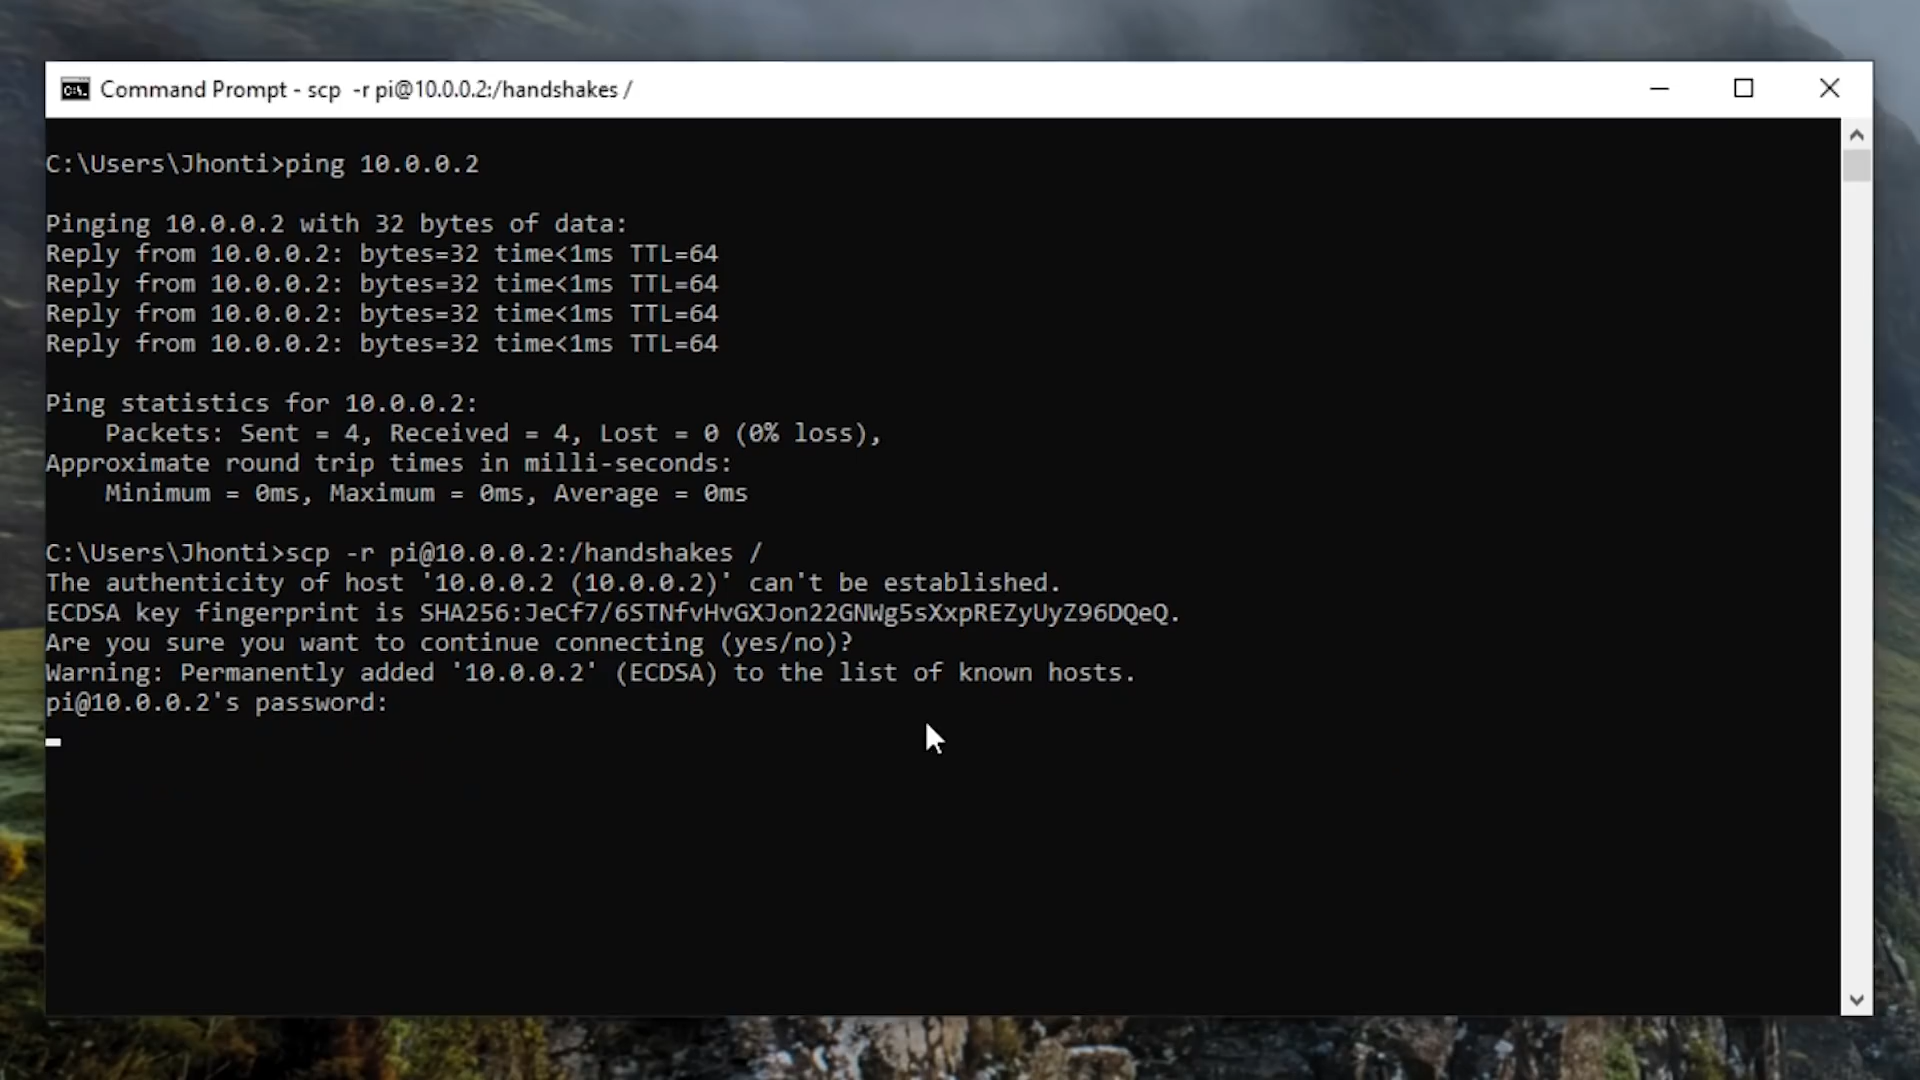 Command Prompt - scp  -r pi@10.0.0.2:/handshakes /
C:\Users\Jhonti>ping 10.0.0.2
Pinging 10.0.0.2 with 32 bytes of data:
Reply from 10.0.0.2: bytes=32 time<1ms TTL=64
Reply from 10.0.0.2: bytes=32 time<1ms TTL=64
Reply from 10.0.0.2: bytes=32 time<1ms TTL=64
Reply from 10.0.0.2: bytes=32 time<1ms TTL=64
Ping statistics for 10.0.0.2:
    Packets: Sent = 4, Received = 4, Lost = 0 (0% loss),
Approximate round trip times in milli-seconds:
    Minimum = 0ms, Maximum = 0ms, Average = 0ms
C:\Users\Jhonti>scp -r pi@10.0.0.2:/handshakes /
The authenticity of host '10.0.0.2 (10.0.0.2)' can't be established.
ECDSA key fingerprint is SHA256:JeCf7/6STNfvHvGXJon22GNWg5sXxpREZyUyZ96DQeQ.
Are you sure you want to continue connecting (yes/no)?
Warning: Permanently added '10.0.0.2' (ECDSA) to the list of known hosts.
pi@10.0.0.2's password: